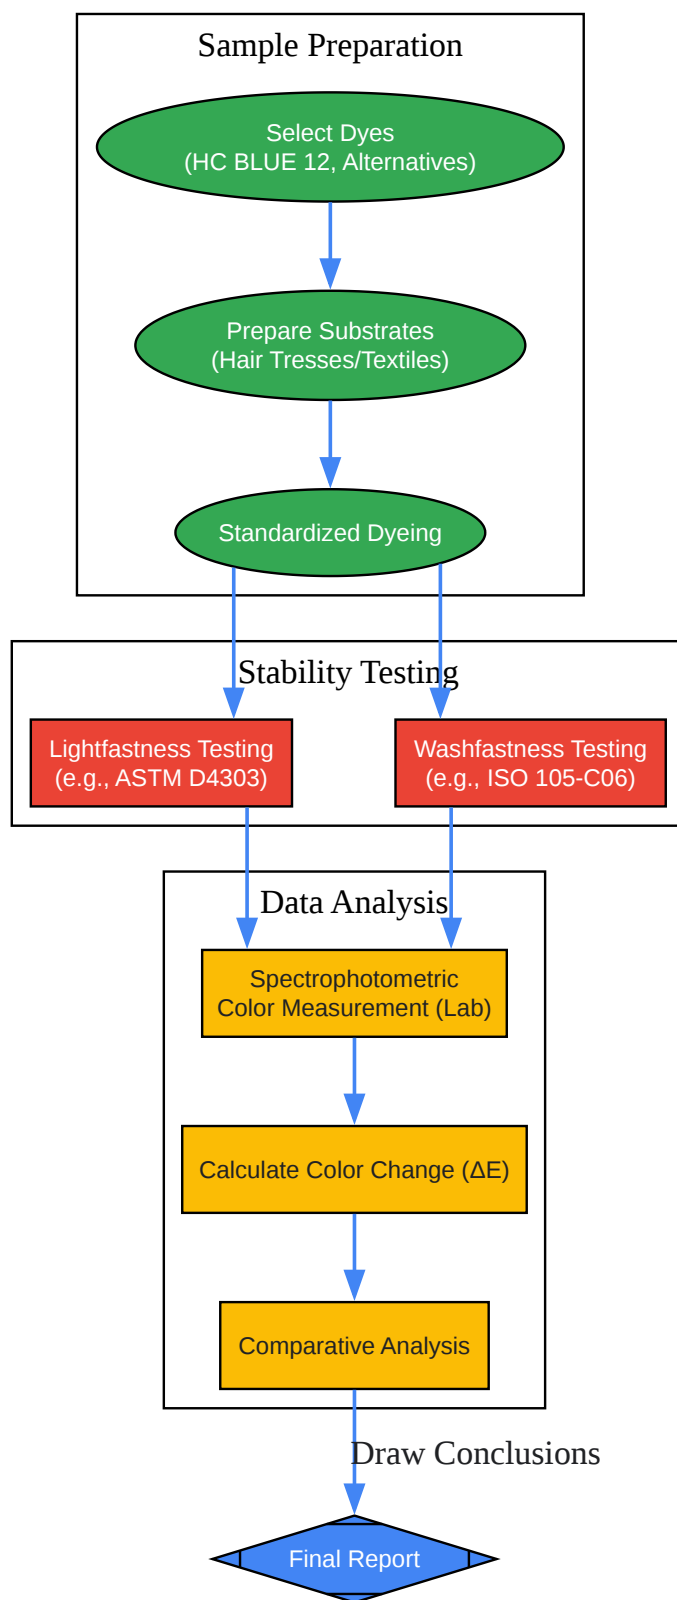 Sample Preparation
Select Dyes
(HC BLUE 12, Alternatives)
Prepare Substrates
(Hair Tresses/Textiles)
Standardized Dyeing
Stability Testing
Lightfastness Testing
(e.g., ASTM D4303)
Washfastness Testing
(e.g., ISO 105-C06)
Data Analysis
Spectrophotometric
Color Measurement (Lab)
Calculate Color Change (ΔE)
Comparative Analysis
Draw Conclusions
Final Report